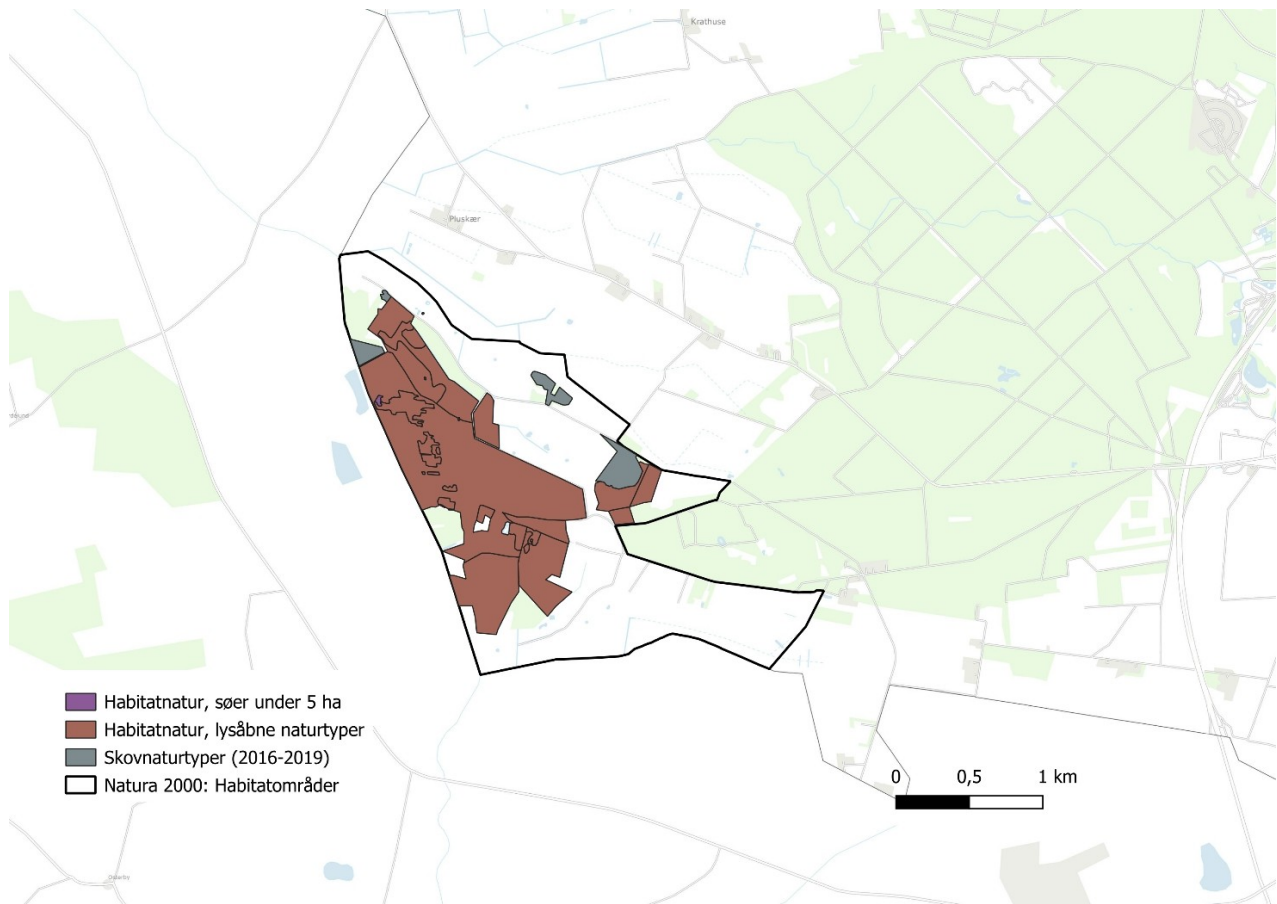 Krathuse
Pluskær
Habitatnatur, søer under 5 ha
Habitatnatur, lysåbne naturtyper
Skovnaturtyper (2016-2019)
Natura 2000: Habitatområder
0 0,5 1 km